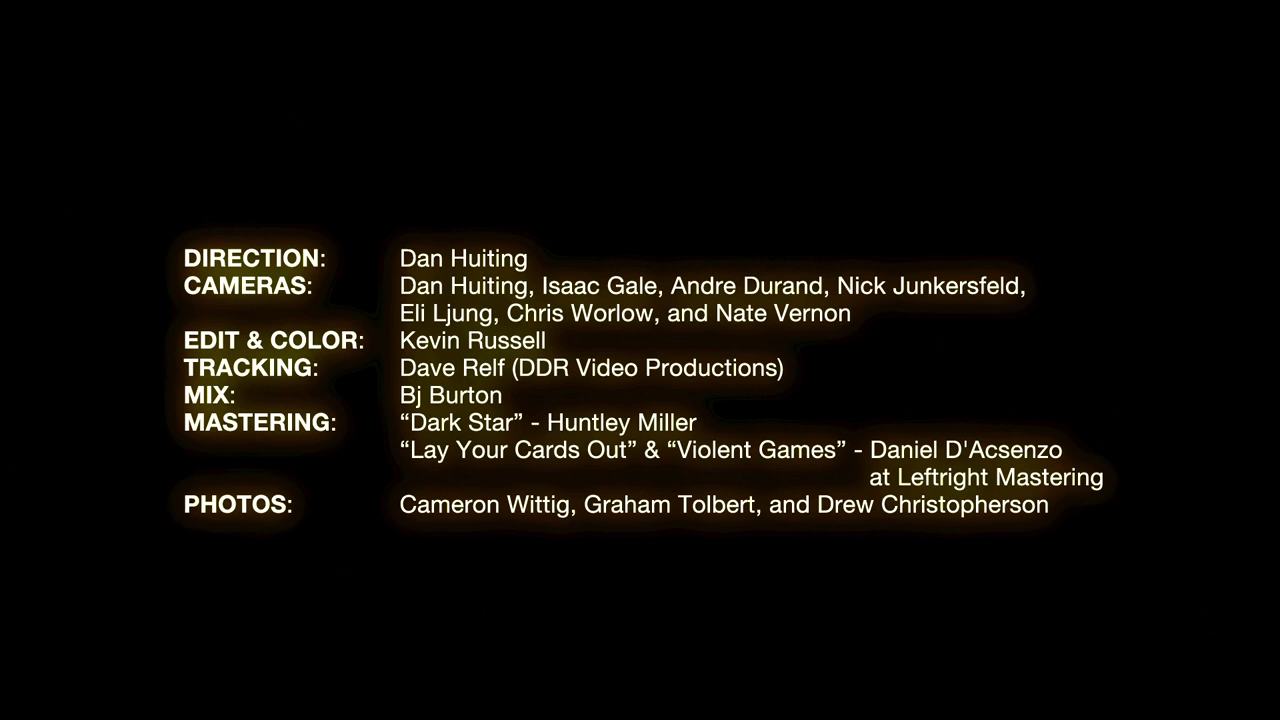 DIRECTION: Dan Huiting
CAMERAS: Dan Huiting, Isaac Gale, Andre Durand, Nick Junkersfeld,
Eli Ljung, Chris Worlow, and Nate Vernon
EDIT & COLOR: Kevin Russell
TRACKING: Dave Relf (DDR Video Productions)
MIX: Bj Burton
MASTERING: “Dark Star” - Huntley Miller
“Lay Your Cards Out” & “Violent Games” - Daniel D'Acsenzo
at Leftright Mastering
PHOTOS: Cameron Wittig, Graham Tolbert, and Drew Christopherson